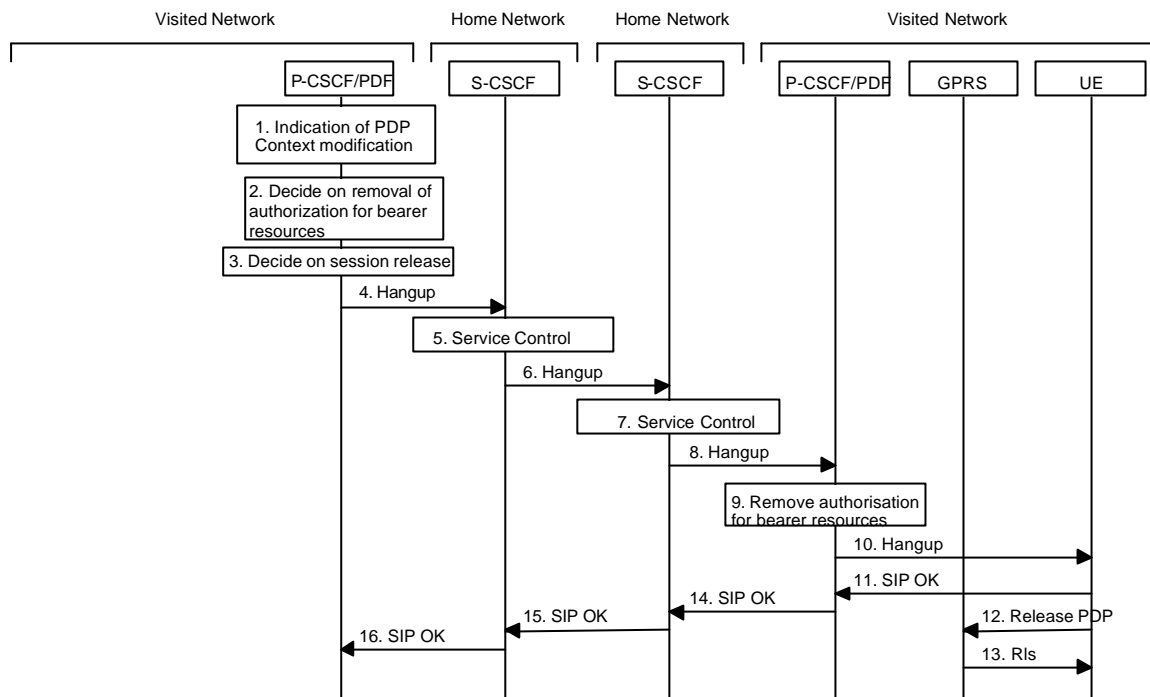 Visited Network
Home Network
Home Network
Visited Network
P-CSCF/PDF
S-CSCF
S-CSCF
P-CSCF/PDF
GPRS
UE
1. Indication of PDP
Context modification
2. Decide on removal of
authorization for bearer
resources
3. Decide on session release
4. Hangup
5. Service Control
6. Hangup
7. Service Control
8. Hangup
9. Remove authorisation
for bearer resources
10. Hangup
11. SIP OK
14. SIP OK
12. Release PDP
15. SIP OK
16. SIP OK
13. Rls